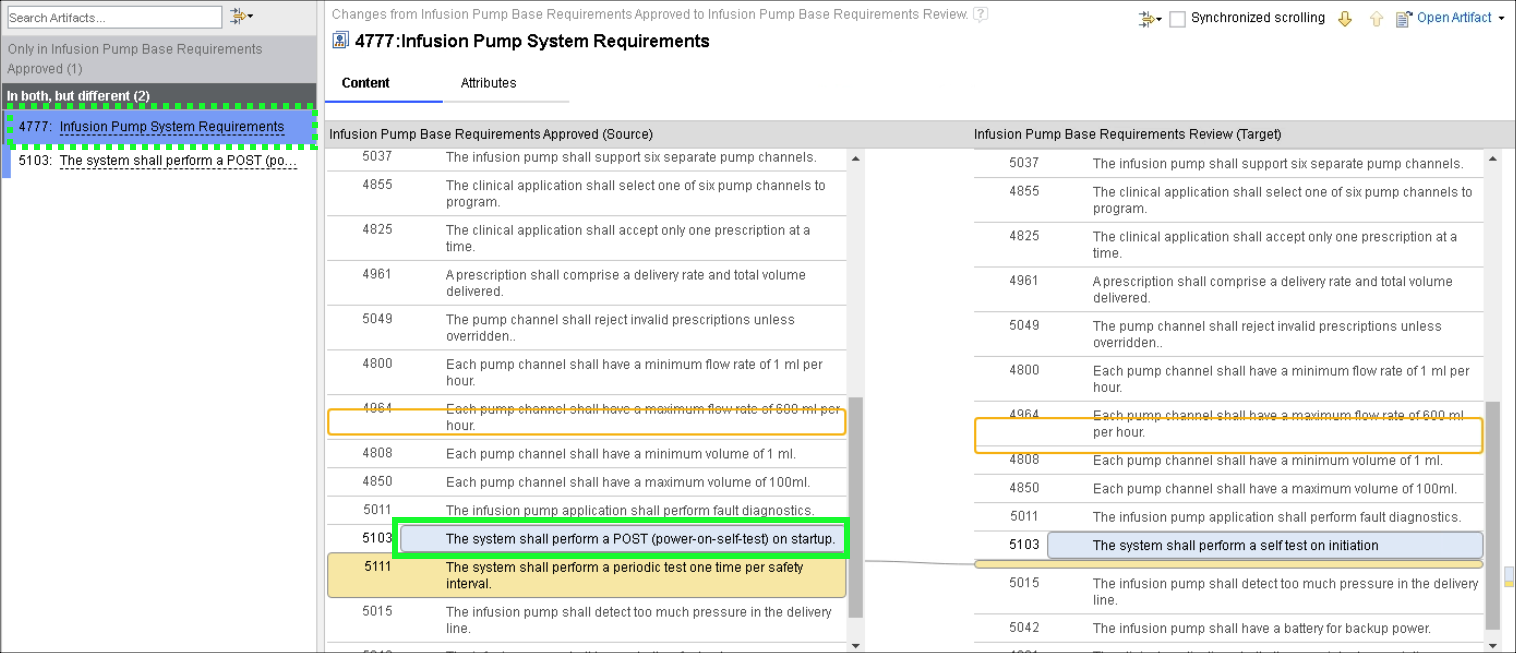 Search Artifacts...
Only in Infusion Pump Base Requirements
Approved (1)
In both, but different (2)
4777: Infusion Pump System Requirements
5103: The system shall perform a POST (po...
Changes from Infusion Pump Base Requirements Approved to Infusion Pump Base Requirements Review. ?
Synchronized scrolling
Open Artifact
4777:Infusion Pump System Requirements
Content
Attributes
Infusion Pump Base Requirements Approved (Source)
5037 The infusion pump shall support six separate pump channels.
4855 The clinical application shall select one of six pump channels to
program.
4825 The clinical application shall accept only one prescription at a
time.
4961 A prescription shall comprise a delivery rate and total volume
delivered.
5049 The pump channel shall reject invalid prescriptions unless
overridden..
4800 Each pump channel shall have a minimum flow rate of 1 ml per
hour.
4964 Each pump channel shall have a maximum flow rate of 600 ml per
hour.
4808 Each pump channel shall have a minimum volume of 1 ml.
4850 Each pump channel shall have a maximum volume of 100ml.
5011 The infusion pump application shall perform fault diagnostics.
5103 The system shall perform a POST (power-on-self-test) on startup.
5111 The system shall perform a periodic test one time per safety
interval.
5015 The infusion pump shall detect too much pressure in the delivery
line.
Infusion Pump Base Requirements Review (Target)
5037 The infusion pump shall support six separate pump channels.
4855 The clinical application shall select one of six pump channels to
program.
4825 The clinical application shall accept only one prescription at a
time.
4961 A prescription shall comprise a delivery rate and total volume
delivered.
5049 The pump channel shall reject invalid prescriptions unless
overridden..
4800 Each pump channel shall have a minimum flow rate of 1 ml per
hour.
4964 Each pump channel shall have a maximum flow rate of 600 ml
per hour.
4808 Each pump channel shall have a minimum volume of 1 ml.
4850 Each pump channel shall have a maximum volume of 100ml.
5011 The infusion pump application shall perform fault diagnostics.
5103 The system shall perform a self test on initiation
5015 The infusion pump shall detect too much pressure in the delivery
line.
5042 The infusion pump shall have a battery for backup power.